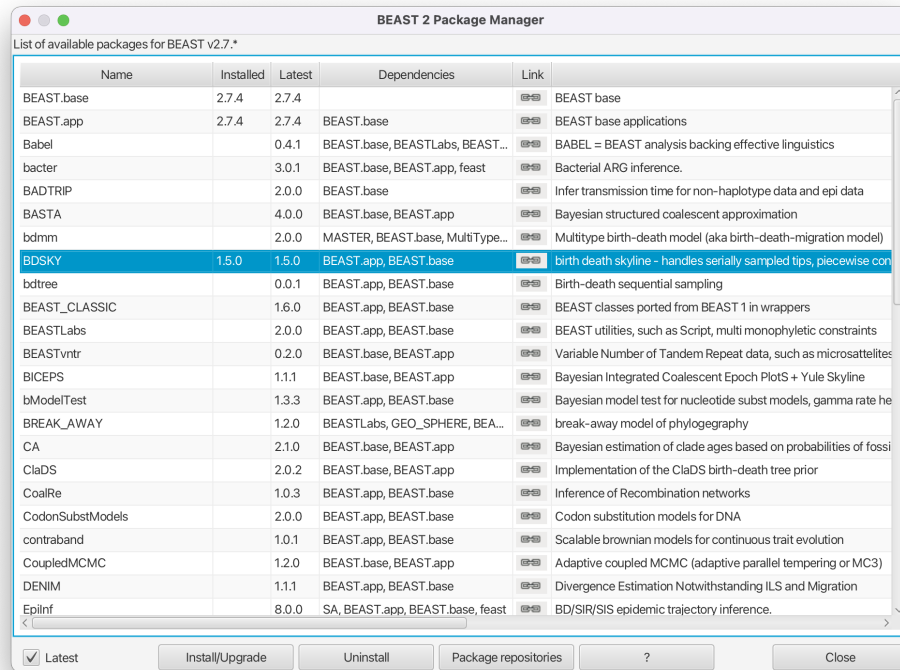 BEAST 2 Package Manager
List of available packages for BEAST v2.7.*
Name Installed Latest Dependencies Link
BEAST.base 2.7.4 2.7.4 BEAST base
BEAST.app 2.7.4 2.7.4 BEAST.base BEAST base applications
Babel 0.4.1 BEAST.base, BEASTLabs, BEAST... BABEL = BEAST analysis backing effective linguistics
bacter 3.0.1 BEAST.base, BEAST.app, feast Bacterial ARG inference.
BADTRIP 2.0.0 BEAST.base Infer transmission time for non-haplotype data and epi data
BASTA 4.0.0 BEAST.base, BEAST.app Bayesian structured coalescent approximation
bdmm 2.0.0 MASTER, BEAST.base, MultiType... Multitype birth-death model (aka birth-death-migration model)
BDSKY 1.5.0 1.5.0 BEAST.app, BEAST.base birth death skyline - handles serially sampled tips, piecewise con
bdtree 0.0.1 BEAST.app, BEAST.base Birth-death sequential sampling
BEAST_CLASSIC 1.6.0 BEAST.app, BEAST.base BEAST classes ported from BEAST 1 in wrappers
BEASTLabs 2.0.0 BEAST.app, BEAST.base BEAST utilities, such as Script, multi monophyletic constraints
BEASTvntr 0.2.0 BEAST.base, BEAST.app Variable Number of Tandem Repeat data, such as microsattelites
BICEPS 1.1.1 BEAST.base, BEAST.app Bayesian Integrated Coalescent Epoch PlotS + Yule Skyline
bModelTest 1.3.3 BEAST.app, BEAST.base Bayesian model test for nucleotide subst models, gamma rate he
BREAK_AWAY 1.2.0 BEASTLabs, GEO_SPHERE, BEA... break-away model of phylogeography
CA 2.1.0 BEAST.base, BEAST.app Bayesian estimation of clade ages based on probabilities of fossi
ClaDS 2.0.2 BEAST.base, BEAST.app Implementation of the ClaDS birth-death tree prior
CoalRe 1.0.3 BEAST.app, BEAST.base Inference of Recombination networks
CodonSubstModels 2.0.0 BEAST.app, BEAST.base Codon substitution models for DNA
contraband 1.0.1 BEAST.app, BEAST.base Scalable brownian models for continuous trait evolution
CoupledMCMC 1.2.0 BEAST.base, BEAST.app Adaptive coupled MCMC (adaptive parallel tempering or MC3)
DENIM 1.1.1 BEAST.app, BEAST.base Divergence Estimation Notwithstanding ILS and Migration
EpiInf 8.0.0 SA, BEAST.app, BEAST.base, feast BD/SIR/SIS epidemic trajectory inference.
Latest Install/Upgrade Uninstall Package repositories ? Close